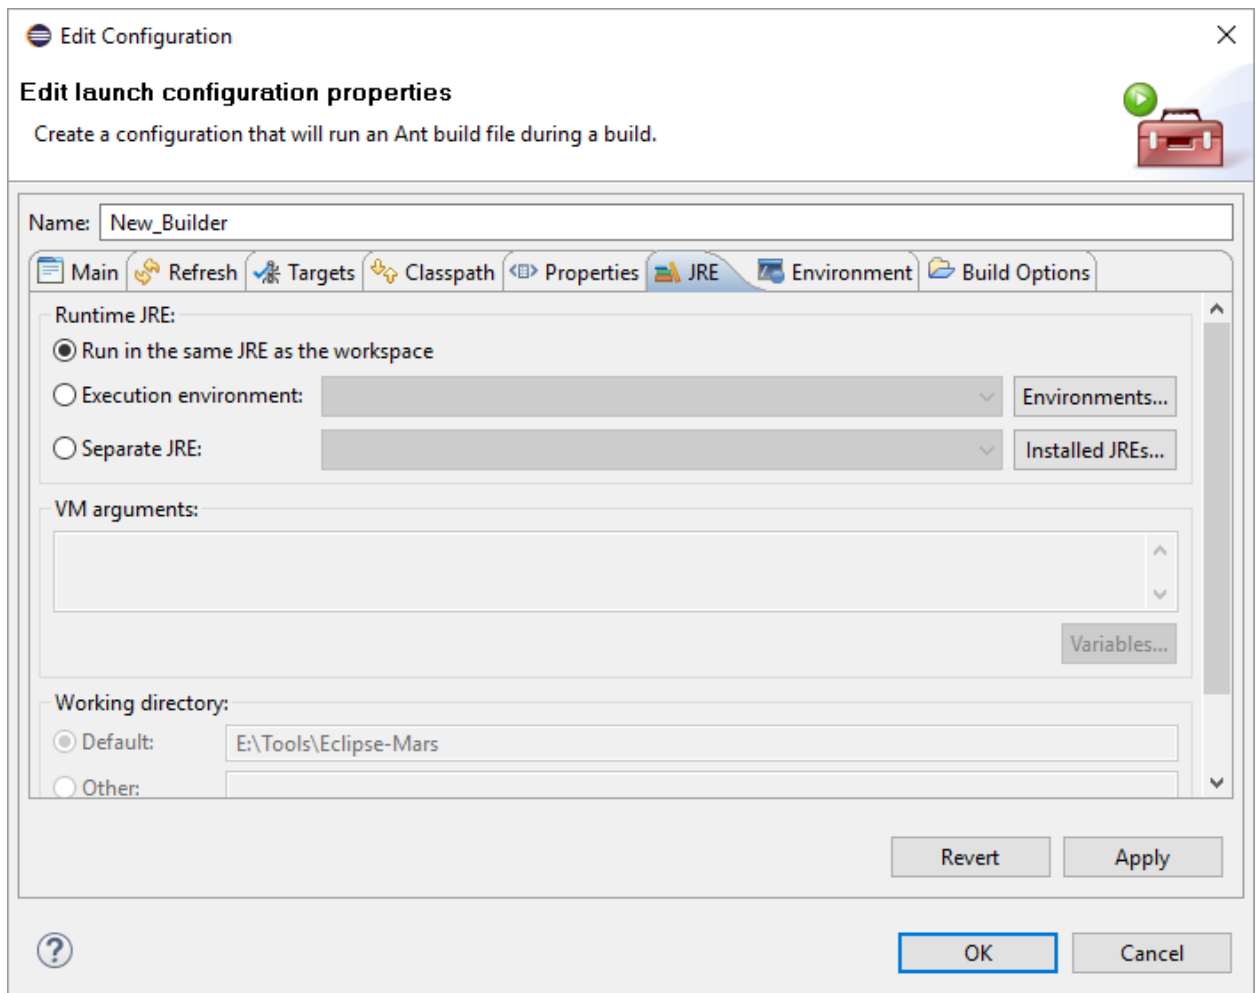 Edit Configuration
Edit launch configuration properties
Create a configuration that will run an Ant build file during a build.
Name: New_Builder
Main Refresh Targets Classpath Properties JRE Environment Build Options
Runtime JRE:
Run in the same JRE as the workspace
Execution environment: Environments...
Separate JRE: Installed JREs...
VM arguments:
Variables...
Working directory:
Default: E:\Tools\Eclipse-Mars
Other:
Revert Apply
OK Cancel